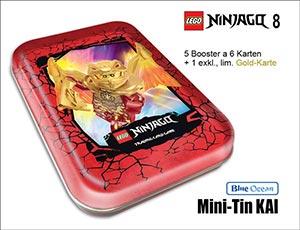 LEGO NINJAGO 8
5 Booster a 6 Karten
+ 1 exkl., lim. Gold-Karte
LEGO NINJAGO
TRADING CARD GAME
Blue Ocean
Mini-Tin KAI